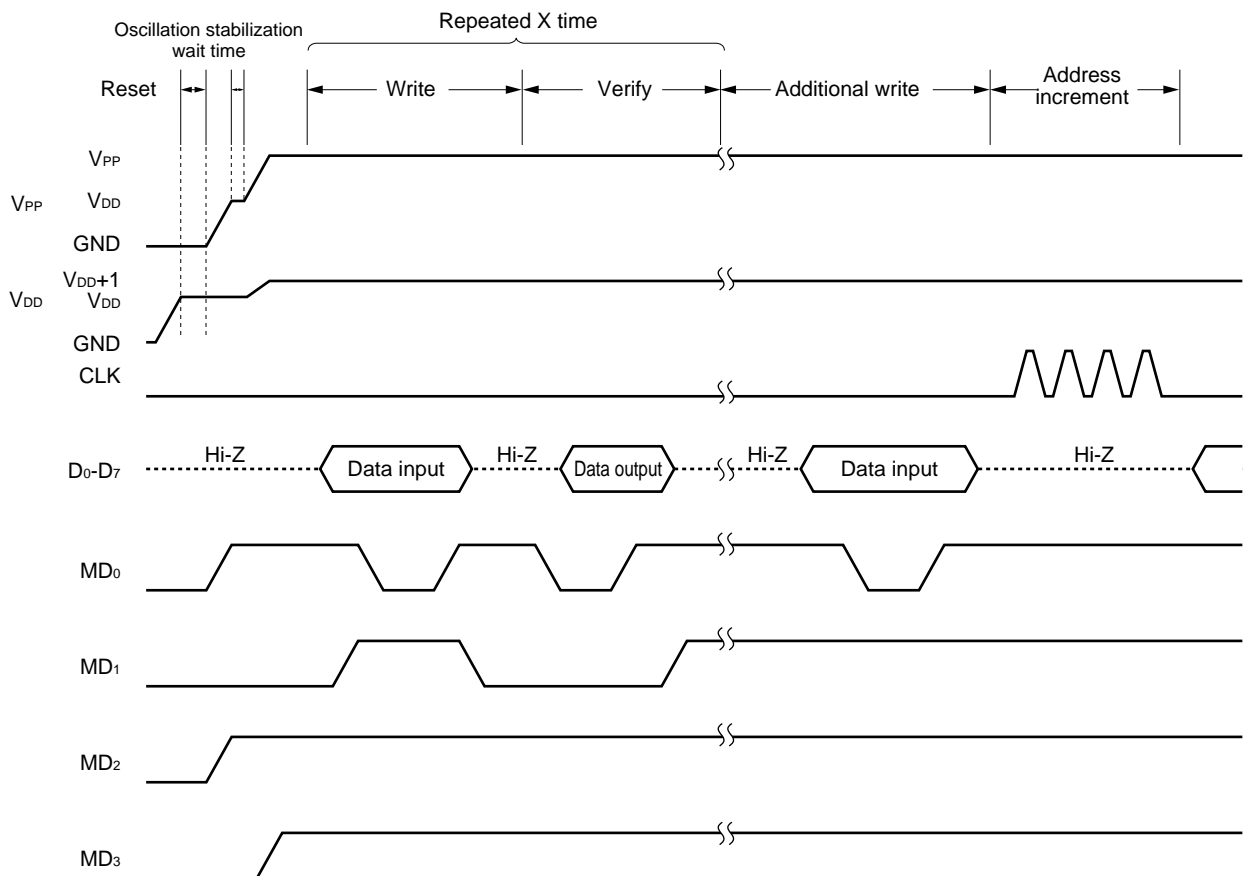 Repeated X time
Oscillation stabilization
wait time
Reset
Write
Verify
Additional write
Address
increment
VPP
VPP
VDD
GND
VDD
VDD+1
VDD
GND
CLK
D0-D7
Hi-Z
Data input
Hi-Z
Data output
Hi-Z
Data input
Hi-Z
MD0
MD1
MD2
MD3